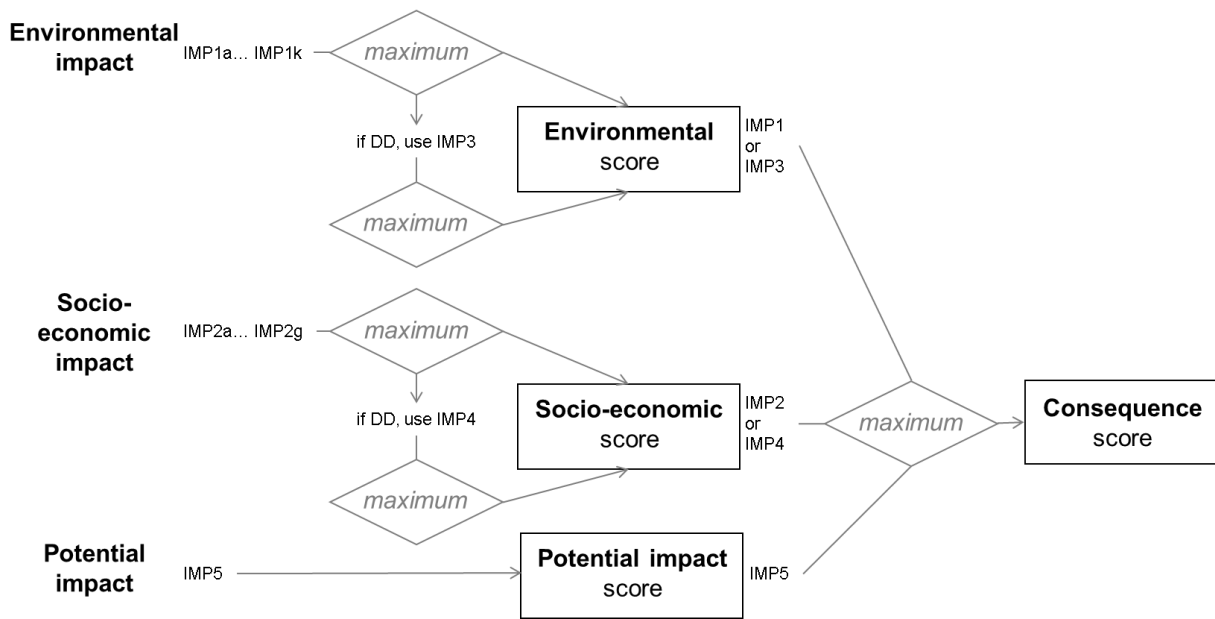 Environmental
impact
IMP1a... IMP1k
maximum
if DD, use IMP3
maximum
Environmental
score
IMP1
or
IMP3
Socio-
economic
impact
IMP2a... IMP2g
maximum
if DD, use IMP4
maximum
Socio-economic
score
IMP2
or
IMP4
maximum
Consequence
score
Potential
impact
IMP5
Potential impact
score
IMP5